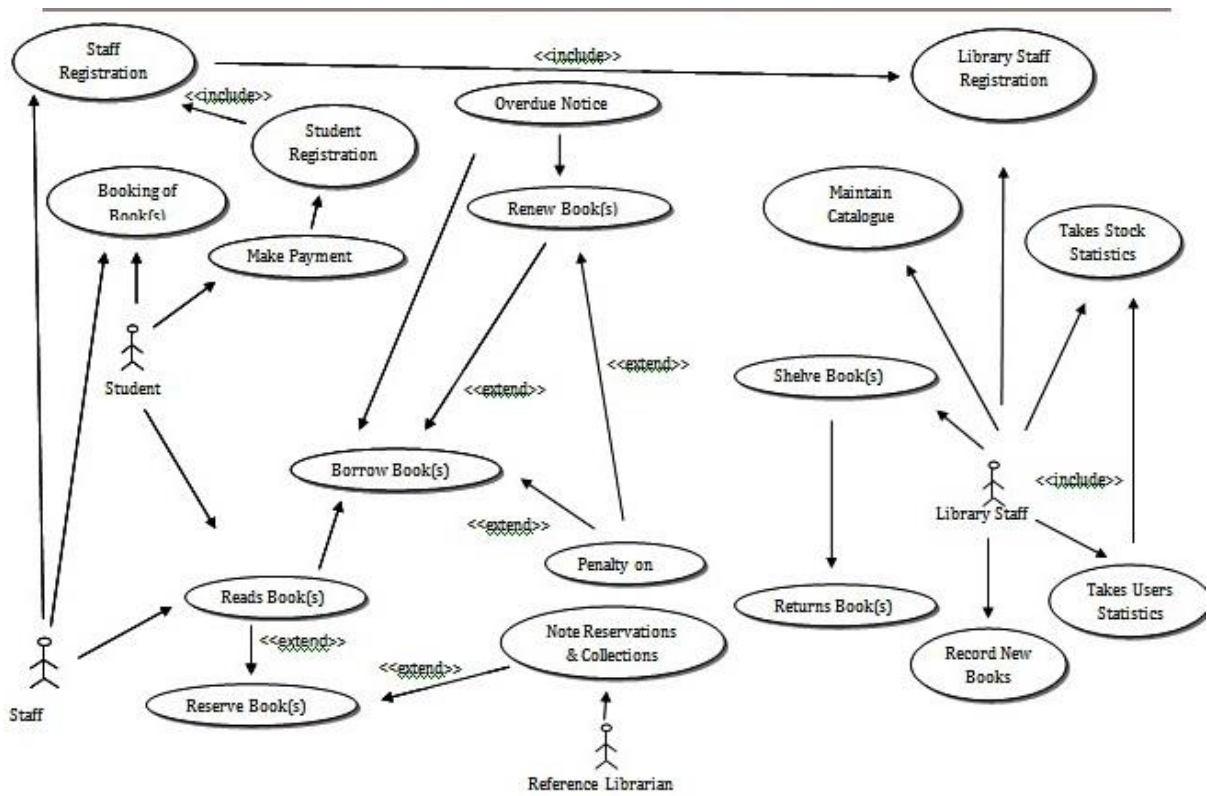 Staff
Registration
<<include>>
Library Staff
Registration
<<include>>
Overdue Notice
Student
Registration
Booking of
Book(s)
Renew Book(s)
Maintain
Catalogue
Takes Stock
Statistics
Make Payment
Student
<<extend>>
<<extend>>
Shelve Book(s)
Borrow Book(s)
<<include>>
Library Staff
<<extend>>
Penalty on
Reads Book(s)
Returns Book(s)
Takes Users
Statistics
<<extend>>
Note Reservations
& Collections
<<extend>>
Record New
Books
Reserve Book(s)
Staff
Reference Librarian